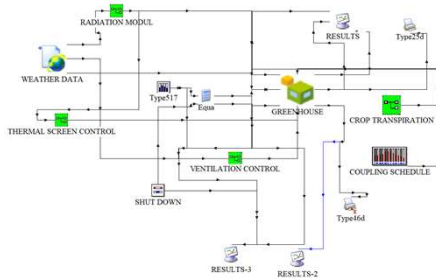 RADIATION MODUL
RESULTS
Type25d
WEATHER DATA
Type517
Equa
GREENHOUSE
CROP TRANSPIRATION
THERMAL SCREEN CONTROL
VENTILATION CONTROL
COUPLING SCHEDULE
SHUT DOWN
Type46d
RESULTS-3
RESULTS-2